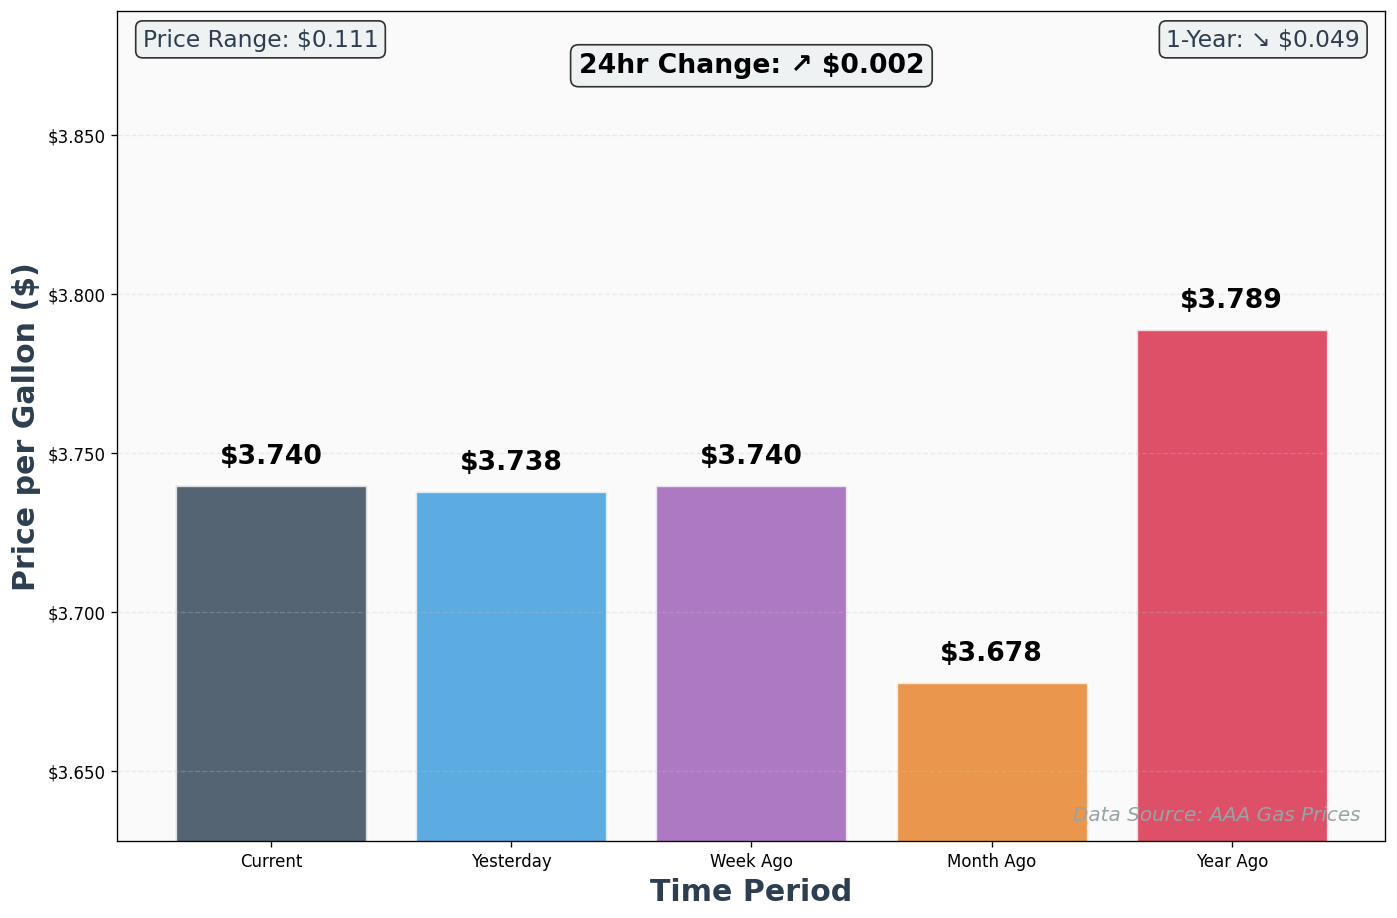 Price Range: $0.111
1-Year: ↘ $0.049
24hr Change: ↗ $0.002
Price per Gallon ($)
$3.850
$3.800
$3.750
$3.700
$3.650
$3.740
$3.738
$3.740
$3.678
$3.789
Data Source: AAA Gas Prices
Current
Yesterday
Week Ago
Month Ago
Year Ago
Time Period